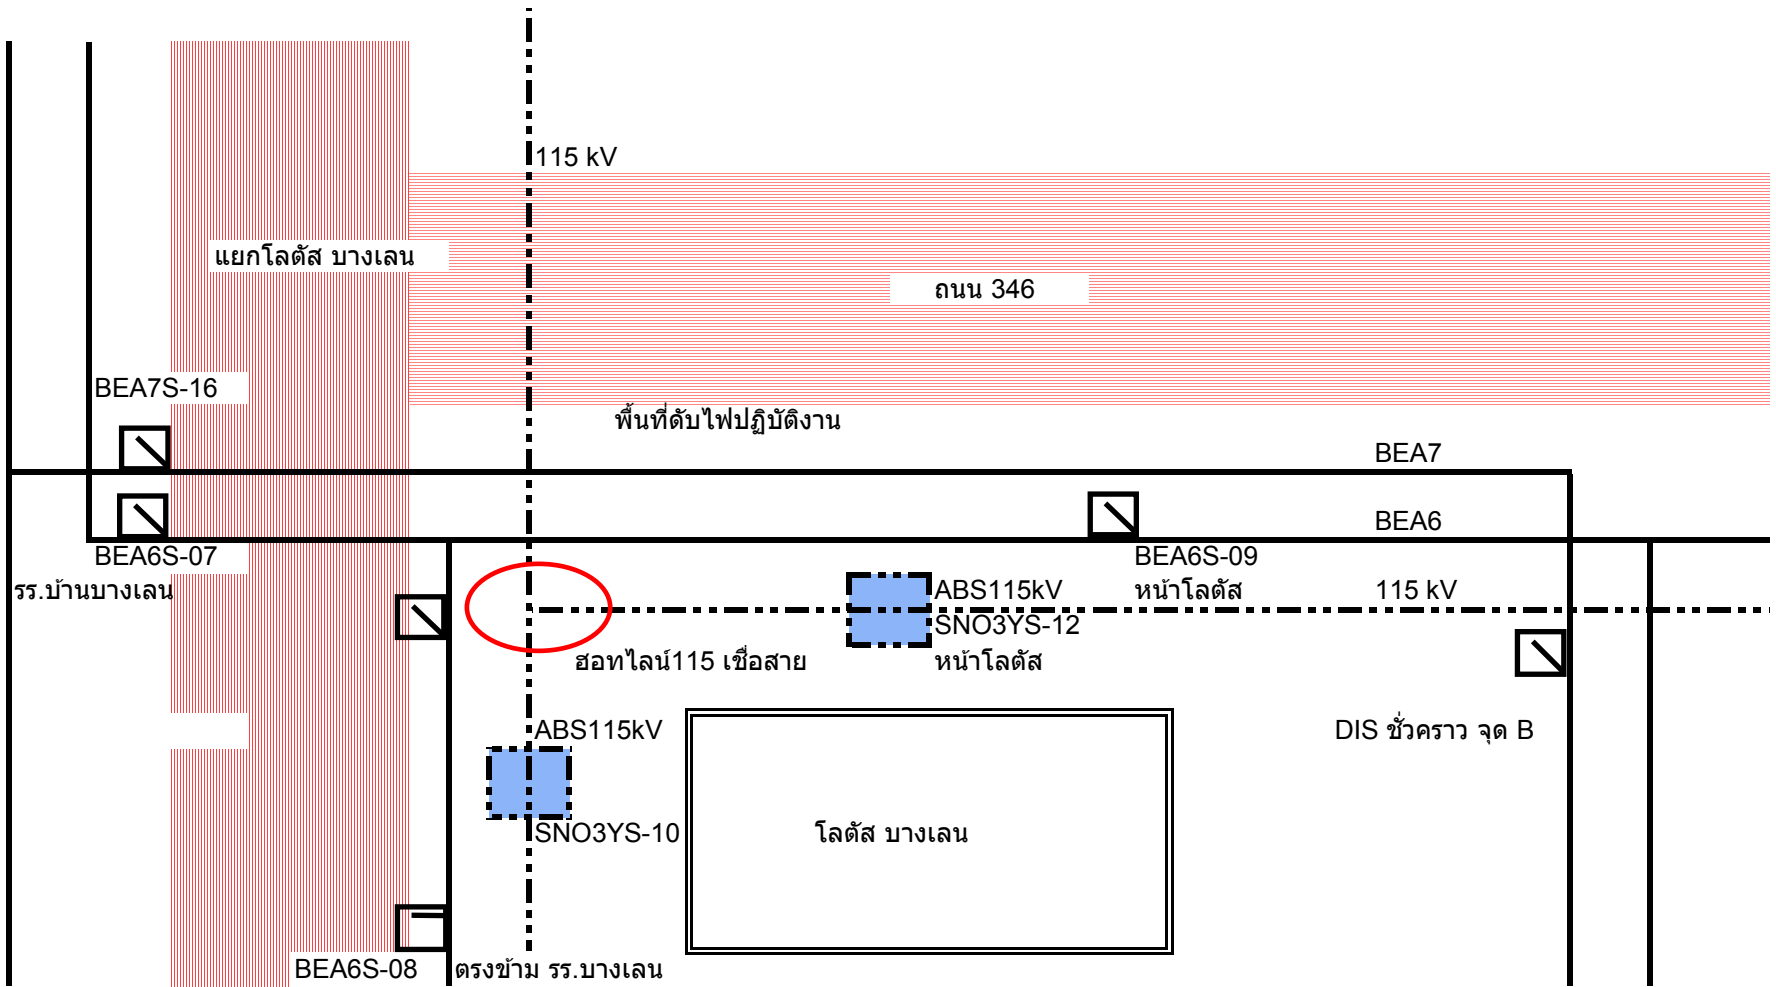 115 kV
แยกโลตัส บางเลน
ถนน 346
BEA7S-16
พื้นที่ดับไฟปฏิบัติงาน
BEA7
BEA6
BEA6S-07
BEA6S-09
รร.บ้านบางเลน
ABS115kV
หน้าโลตัส
115 kV
SNO3YS-12
ฮอทไลน์115 เชื่อสาย
หน้าโลตัส
ABS115kV
DIS ชั่วคราว จุด B
SNO3YS-10
โลตัส บางเลน
BEA6S-08
ตรงข้าม รร.บางเลน